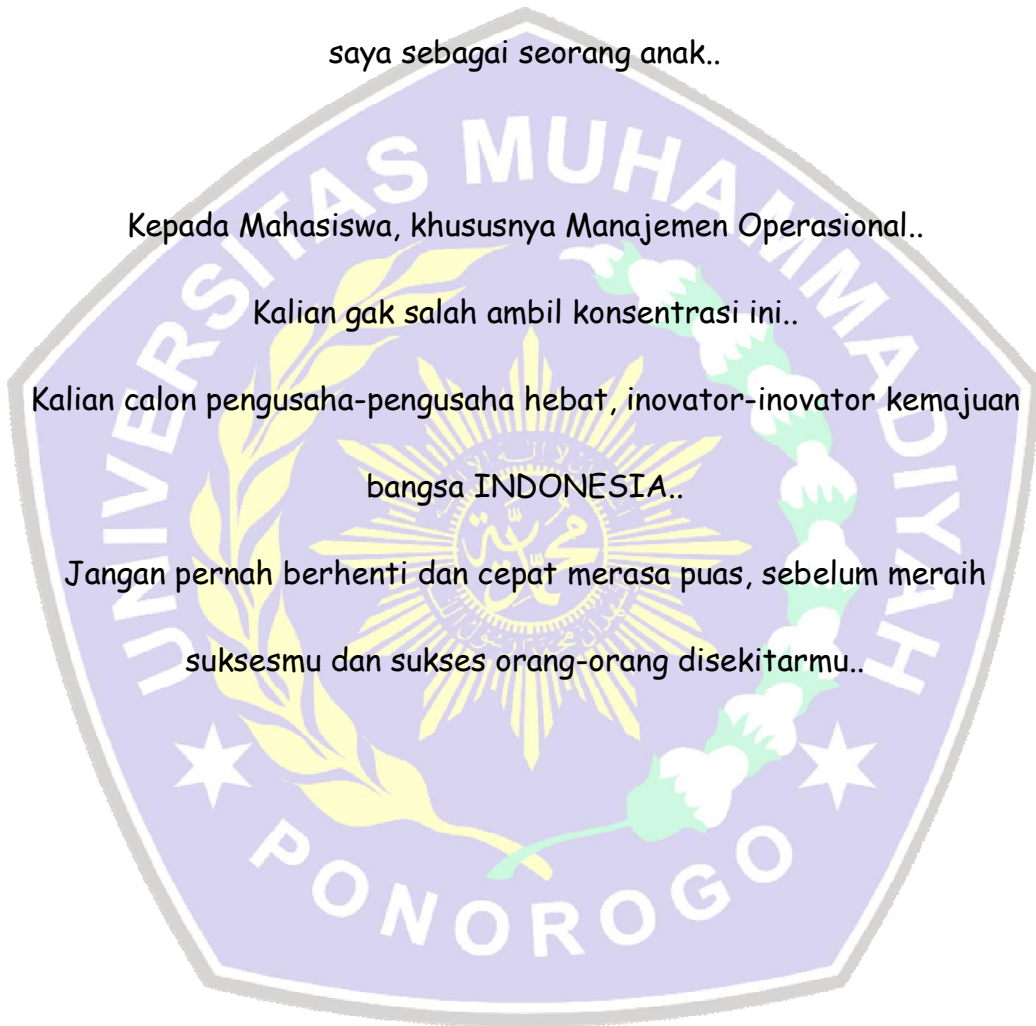 saya sebagai seorang anak..
UNIVERSITAS MUHAMMADIYAH
Kepada Mahasiswa, khususnya Manajemen Operasional..
Kalian gak salah ambil konsentrasi ini..
Kalian calon pengusaha-pengusaha hebat, inovator-inovator kemajuan
bangsa INDONESIA..
محمدية
Jangan pernah berhenti dan cepat merasa puas, sebelum meraih
suksesmu dan sukses orang-orang disekitarmu..
PONOROGO